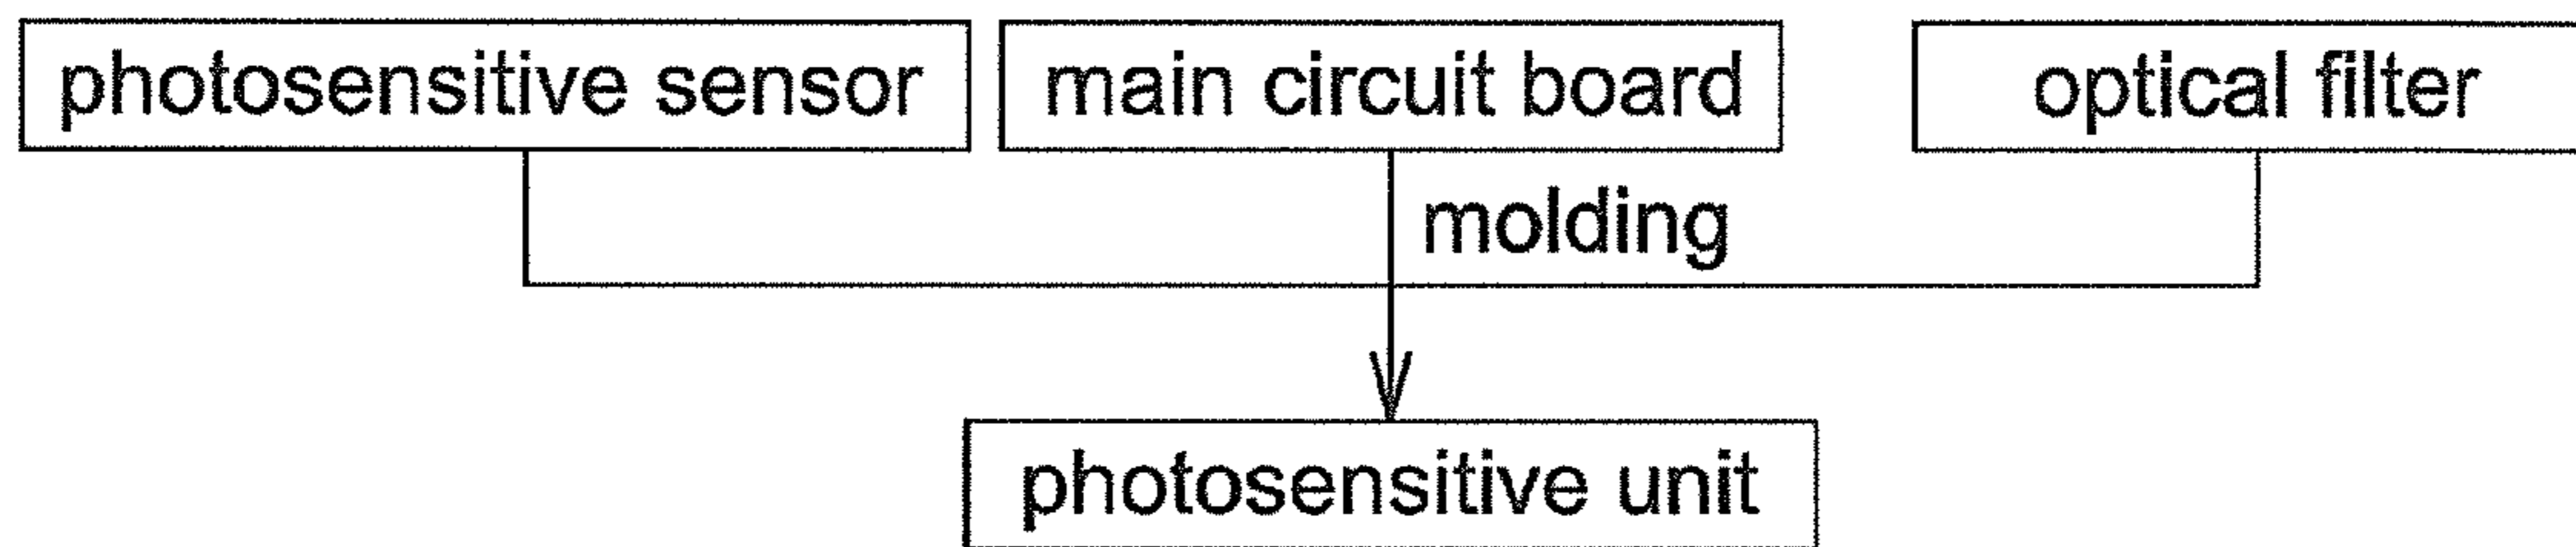 photosensitive sensor
main circuit board
optical filter
molding
photosensitive unit